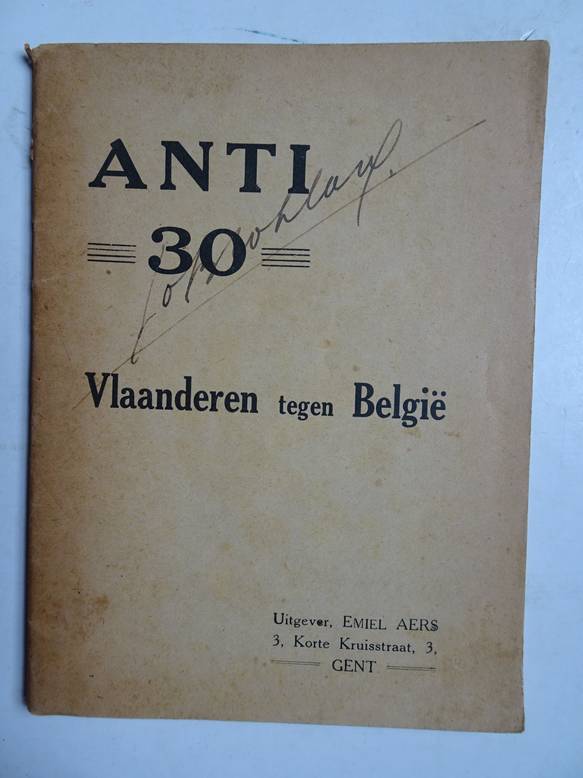 ANTI
30
Vlaanderen tegen België
Uitgever, EMIEL AERS
3, Korte Kruisstraat, 3,
GENT